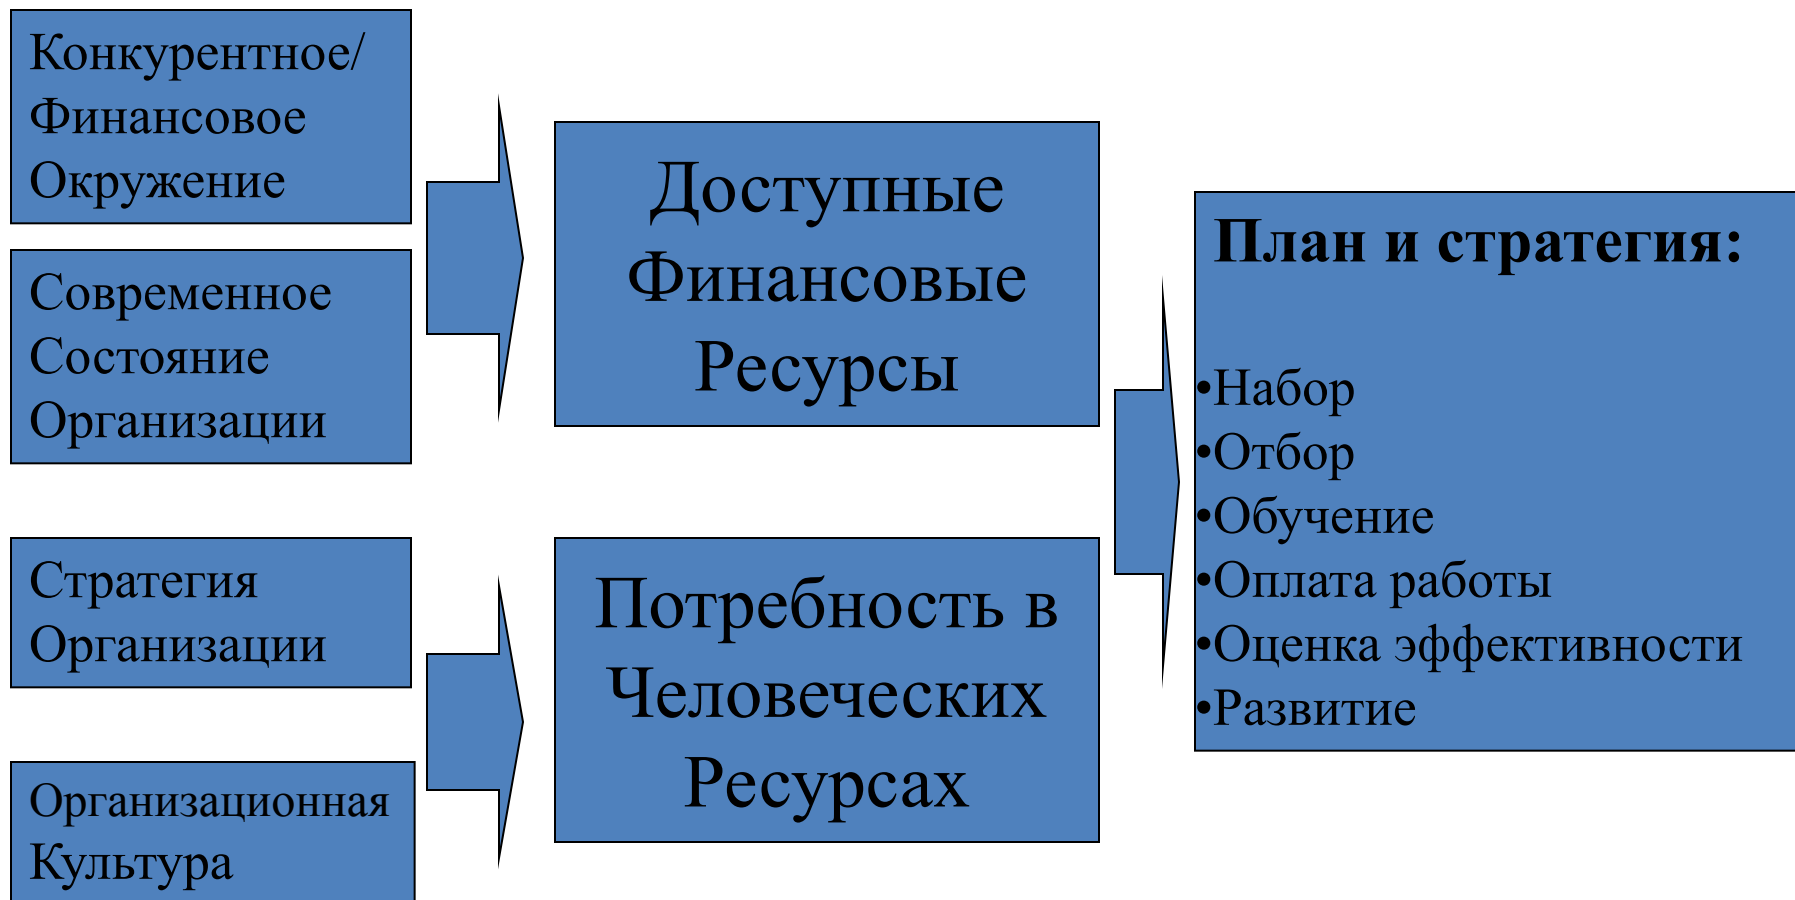 Конкурентное/
Финансовое
Окружение
Современное
Состояние
Организации
Стратегия
Организации
Организационная
Культура
Доступные
Финансовые
Ресурсы
Потребность в
Человеческих
Ресурсах
План и стратегия:
•Набор
•Отбор
•Обучение
•Оплата работы
•Оценка эффективности
•Развитие